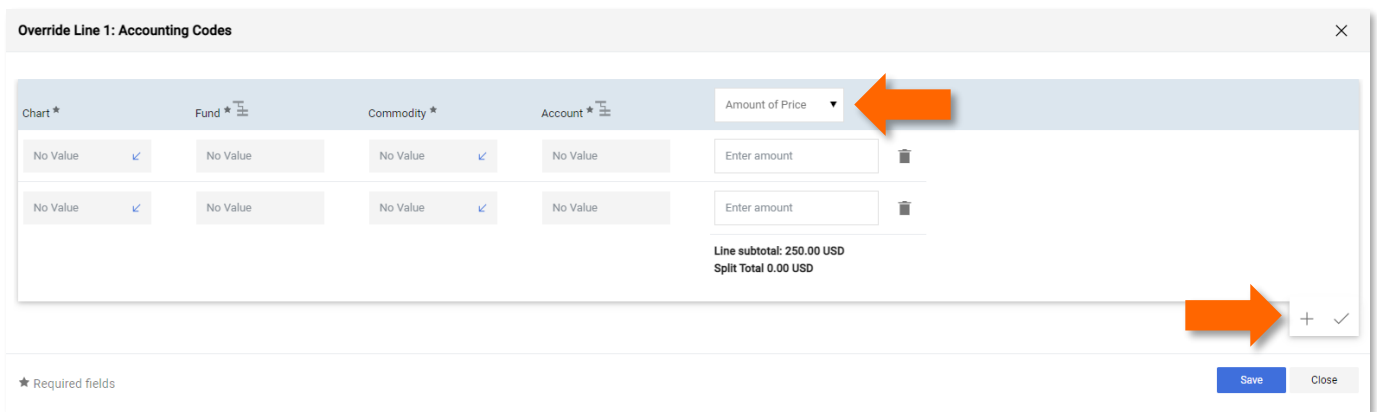 Override Line 1: Accounting Codes
Chart ★ Fund ★ Commodity ★ Account ★ Amount of Price
No Value No Value No Value No Value Enter amount
No Value No Value No Value No Value Enter amount
Line subtotal: 250.00 USD
Split Total 0.00 USD
★ Required fields Save Close